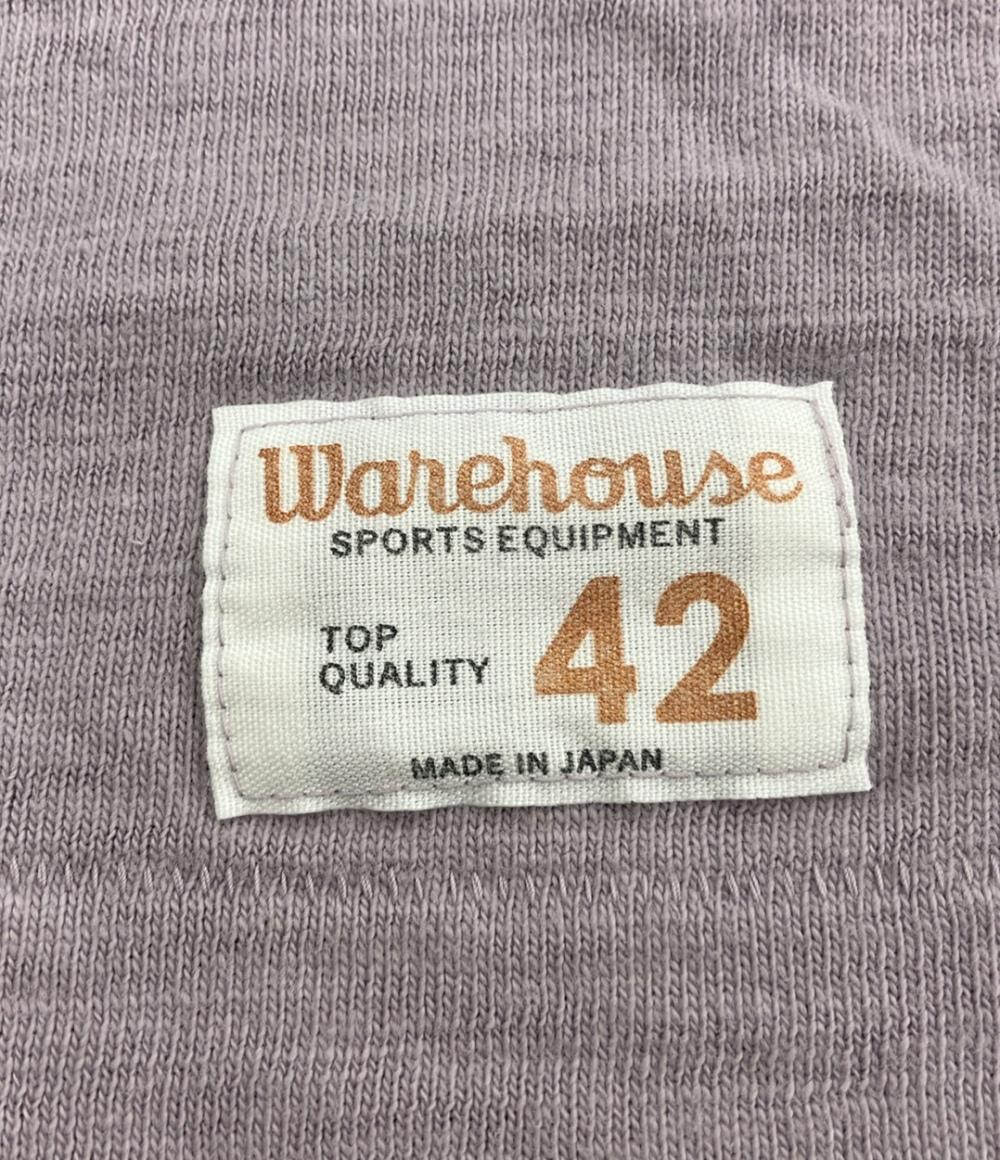 Warehouse
SPORTS EQUIPMENT
TOP
QUALITY
42
MADE IN JAPAN